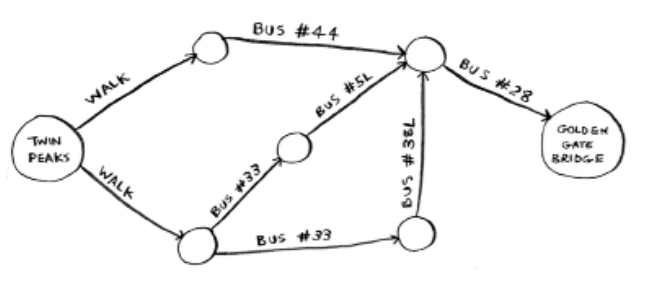 BUS #44
WALK
BUS #28
BUS #5L
TWIN
PEAKS
GOLDEN
GATE
BRIDGE
BUS #38L
WALK
BUS #33
BUS #33